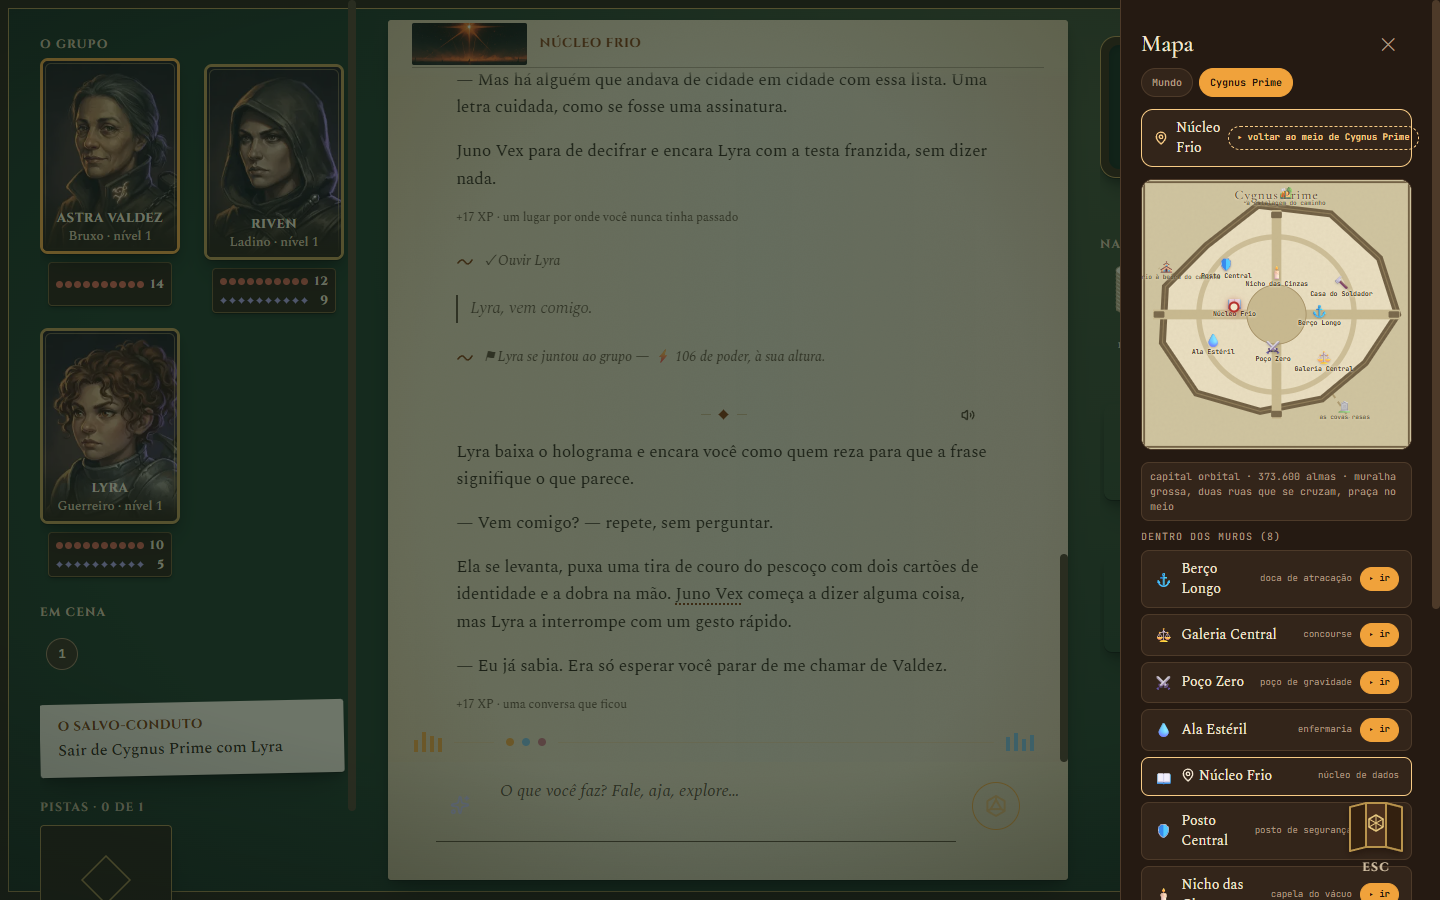 O GRUPO
ASTRA VALDEZ
Bruxo · nível 1
14
RIVEN
Ladino · nível 1
12
9
LYRA
Guerreiro · nível 1
10
5
EM CENA
1
O SALVO-CONDUTO
Sair de Cygnus Prime com Lyra
PISTAS · 0 DE 1
NÚCLEO FRIO
— Mas há alguém que andava de cidade em cidade com essa lista. Uma
letra cuidada, como se fosse uma assinatura.
Juno Vex para de decifrar e encara Lyra com a testa franzida, sem dizer
nada.
+17 XP · um lugar por onde você nunca tinha passado
✓Ouvir Lyra
Lyra, vem comigo.
⚑Lyra se juntou ao grupo — ⚡ 106 de poder, à sua altura.
Lyra baixa o holograma e encara você como quem reza para que a frase
signifique o que parece.
— Vem comigo? — repete, sem perguntar.
Ela se levanta, puxa uma tira de couro do pescoço com dois cartões de
identidade e a dobra na mão. Juno Vex começa a dizer alguma coisa,
mas Lyra a interrompe com um gesto rápido.
— Eu já sabia. Era só esperar você parar de me chamar de Valdez.
+17 XP · uma conversa que ficou
O que você faz? Fale, aja, explore...
NA
Mapa
Mundo
Cygnus Prime
Núcleo
Frio
▸ voltar ao meio de Cygnus Prime
Cygnus Prime
do caminho
Posto Central
Nicho das Cinzas
Casa do Soldador
Núcleo Frio
Berço Longo
Ala Estéril
Poço Zero
Galeria Central
as covas rasas
capital orbital · 373.600 almas · muralha
grossa, duas ruas que se cruzam, praça no
meio
DENTRO DOS MUROS (8)
Berço
Longo
doca de atracação
▸ ir
Galeria Central
concourse
▸ ir
Poço Zero
poço de gravidade
▸ ir
Ala Estéril
enfermaria
▸ ir
Núcleo Frio
núcleo de dados
Posto
Central
posto de segurança
ESC
Nicho das
capela do vácuo
▸ ir